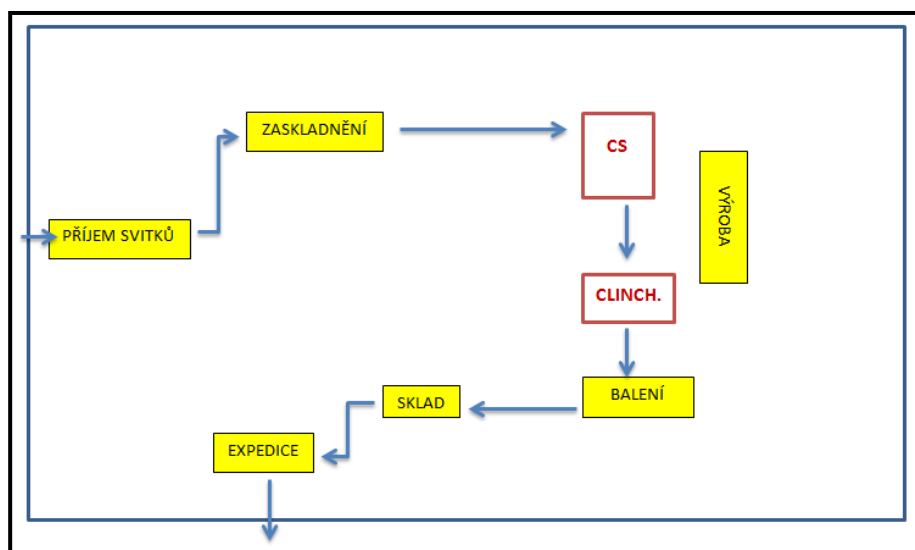 ZASKLADNĚNÍ
CS
VÝROBA
PŘÍJEM SVITKŮ
CLINCH.
BALENÍ
SKLAD
EXPEDICE